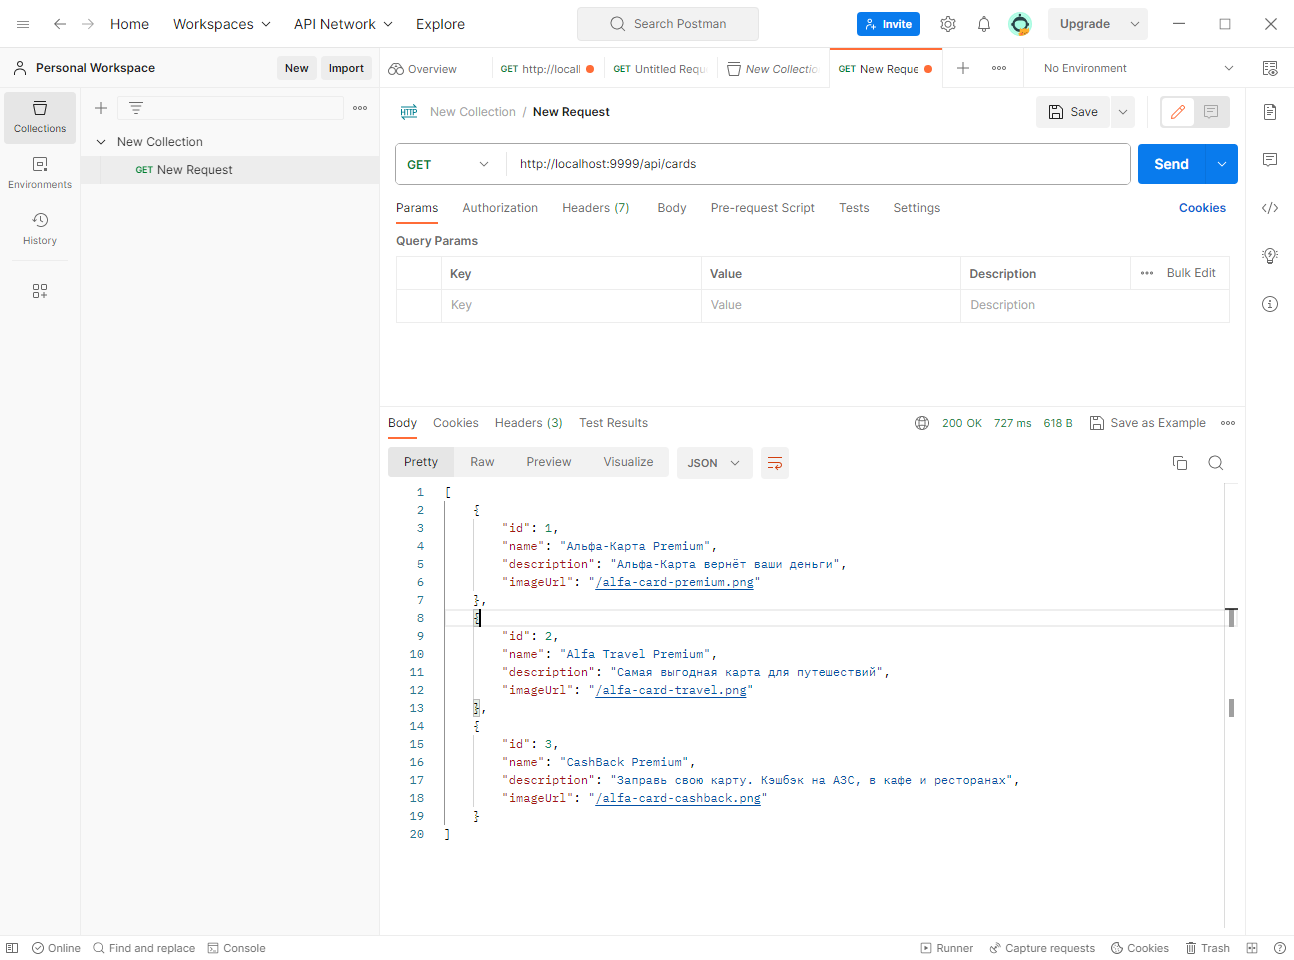 Home Workspaces API Network Explore Search Postman Invite Upgrade
Personal Workspace New Import
Overview GET http://locall GET Untitled Requ New Collectio GET New Reque No Environment
Collections
Environments
History
New Collection
GET New Request
HTTP New Collection / New Request Save
GET http://localhost:9999/api/cards Send
Params Authorization Headers (7) Body Pre-request Script Tests Settings Cookies
Query Params
Key Value Description Bulk Edit
Key Value Description
Body Cookies Headers (3) Test Results 200 OK 727 ms 618 B Save as Example
Pretty Raw Preview Visualize JSON
1 [
2 {
3 "id": 1,
4 "name": "Альфа-Карта Premium",
5 "description": "Альфа-Карта вернёт ваши деньги",
6 "imageUrl": "/alfa-card-premium.png"
7 },
8 {
9 "id": 2,
10 "name": "Alfa Travel Premium",
11 "description": "Самая выгодная карта для путешествий",
12 "imageUrl": "/alfa-card-travel.png"
13 },
14 {
15 "id": 3,
16 "name": "CashBack Premium",
17 "description": "Заправь свою карту. Кэшбэк на АЗС, в кафе и ресторанах",
18 "imageUrl": "/alfa-card-cashback.png"
19 }
20 ]
Online Find and replace Console Runner Capture requests Cookies Trash